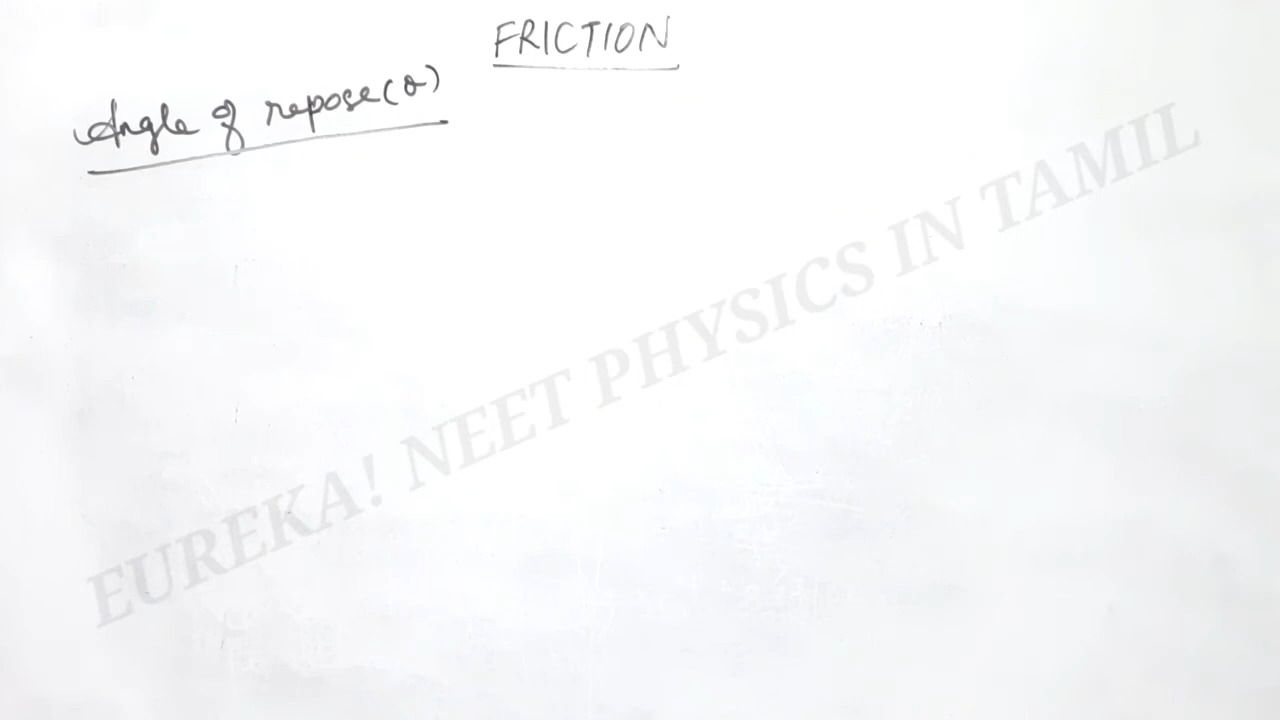 FRICTION
Angle of repose (θ)
EUREKA! NEET PHYSICS IN TAMIL